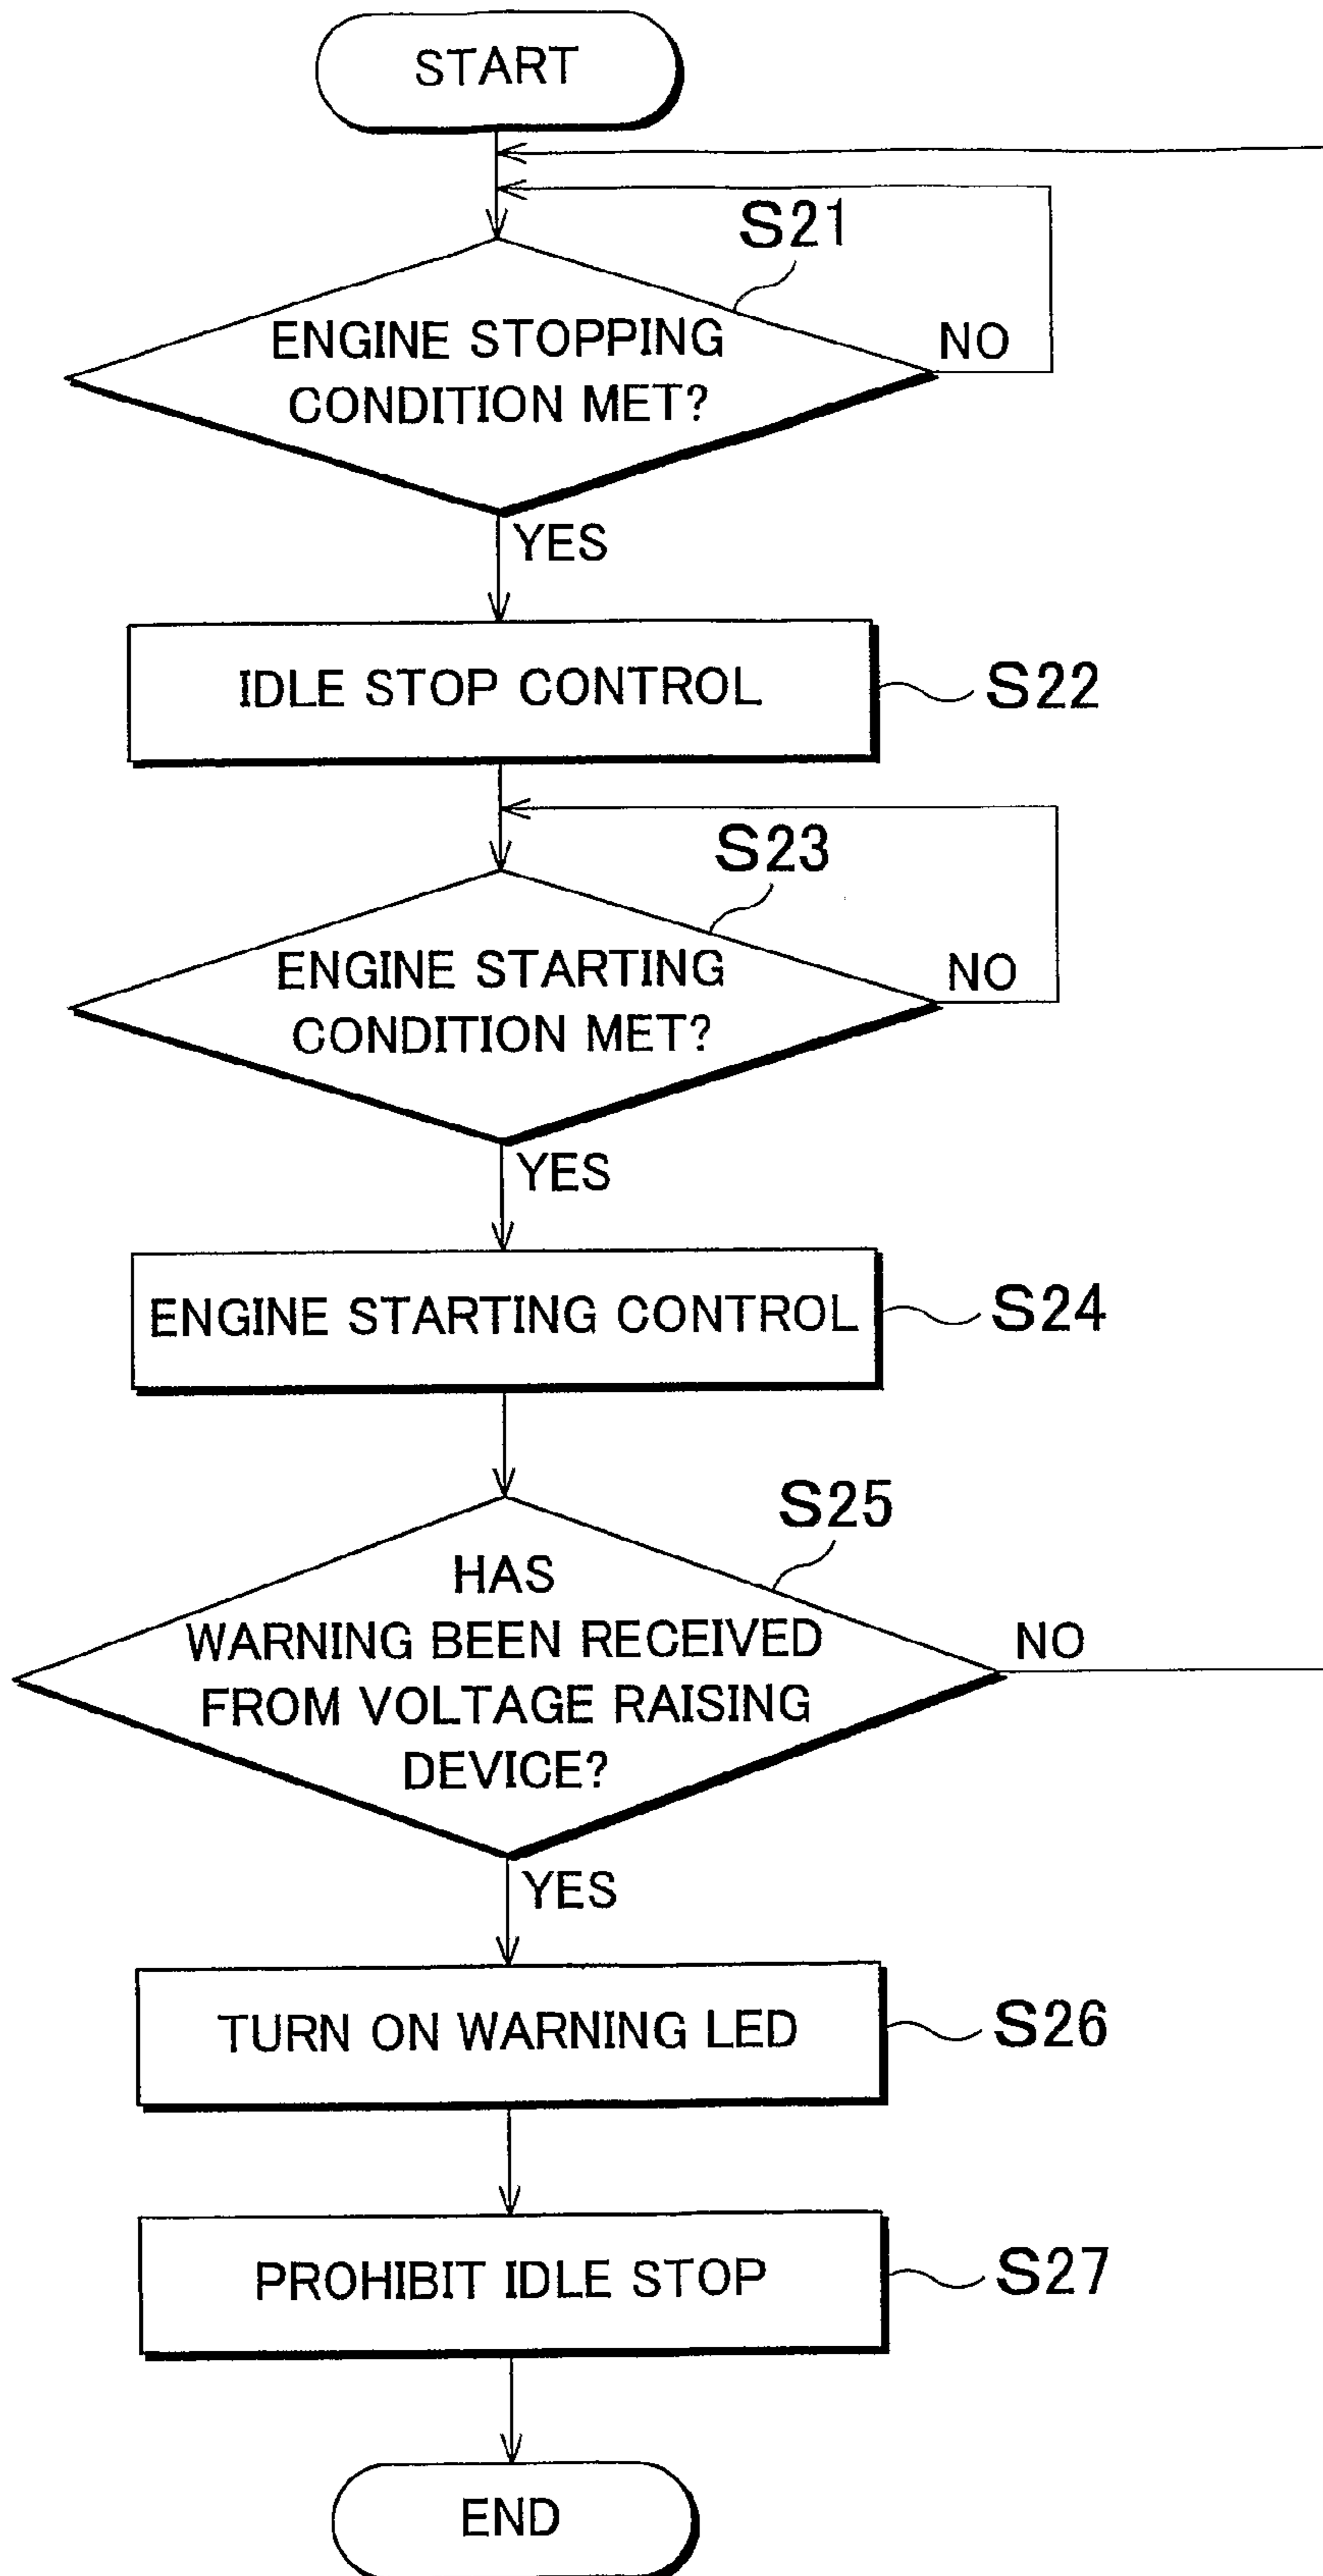 START
S21
ENGINE STOPPING
CONDITION MET?
NO
YES
IDLE STOP CONTROL
S22
S23
ENGINE STARTING
CONDITION MET?
NO
YES
ENGINE STARTING CONTROL
S24
S25
HAS
WARNING BEEN RECEIVED
FROM VOLTAGE RAISING
DEVICE?
NO
YES
TURN ON WARNING LED
S26
PROHIBIT IDLE STOP
S27
END